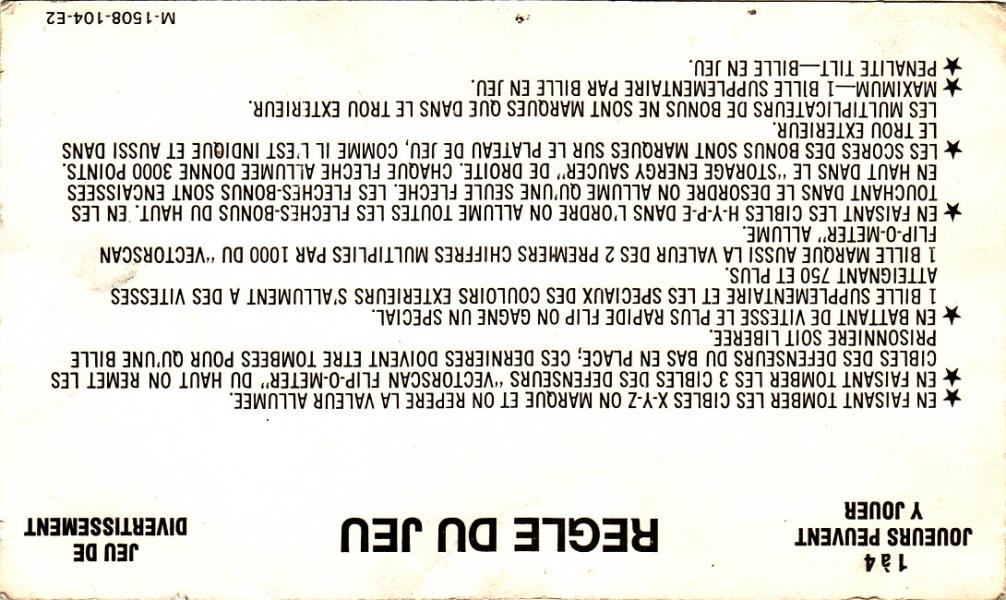 1 à 4
JOUEURS PEUVENT
Y JOUER
REGLE DU JEU
JEU DE
DIVERTISSEMENT
★ EN FAISANT TOMBER LES CIBLES X-Y-Z ON MARQUE ET ON REPERE LA VALEUR ALLUMEE.
★ EN FAISANT TOMBER LES 3 CIBLES DES DEFENSEURS "VECTORSCAN FLIP-O-METER" DU HAUT ON REMET LES
CIBLES DES DEFENSEURS DU BAS EN PLACE; CES DERNIERES DOIVENT ETRE TOMBEES POUR QU'UNE BILLE
PRISONNIERE SOIT LIBEREE.
★ EN BATTANT DE VITESSE LE PLUS RAPIDE FLIP ON GAGNE UN SPECIAL.
1 BILLE SUPPLEMENTAIRE ET LES SPECIAUX DES COULOIRS EXTERIEURS S'ALLUMENT A DES VITESSES
ATTEIGNANT 750 ET PLUS.
1 BILLE MARQUE AUSSI LA VALEUR DES 2 PREMIERS CHIFFRES MULTIPLIES PAR 1000 DU "VECTORSCAN
FLIP-O-METER" ALLUME.
★ EN FAISANT LES CIBLES H-Y-P-E DANS L'ORDRE ON ALLUME TOUTES LES FLECHES-BONUS DU HAUT. EN LES
TOUCHANT DANS LE DESORDRE ON ALLUME QU'UNE SEULE FLECHE. LES FLECHES-BONUS SONT ENCAISSEES
EN HAUT DANS LE "STORAGE ENERGY SAUCER" DE DROITE. CHAQUE FLECHE ALLUMEE DONNE 3000 POINTS.
★ LES SCORES DES BONUS SONT MARQUES SUR LE PLATEAU DE JEU, COMME IL L'EST INDIQUE ET AUSSI DANS
LE TROU EXTERIEUR.
LES MULTIPLICATEURS DE BONUS NE SONT MARQUES QUE DANS LE TROU EXTERIEUR.
★ MAXIMUM—1 BILLE SUPPLEMENTAIRE PAR BILLE EN JEU.
★ PENALITE TILT—BILLE EN JEU.
M-1508-104-E2